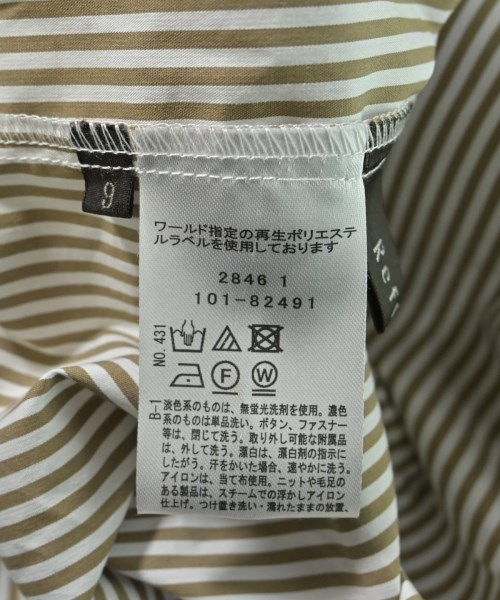 9
Refl
ワールド指定の再生ポリエステ
ルラベルを使用しております
2846 1
101-82491
NO. 431
F W
B-1
淡色系のものは、無蛍光洗剤を使用。濃色
系のものは単品洗い。ボタン、ファスナー
等は、閉じて洗う。取り外し可能な附属品
は、外して洗う。漂白は、漂白剤の指示に
したがう。汗をかいた場合、速やかに洗う。
アイロンは、当て布使用。ニットや毛足の
ある製品は、スチームでの浮かしアイロン
仕上げ。つけ置き洗い・濡れたままの放置、